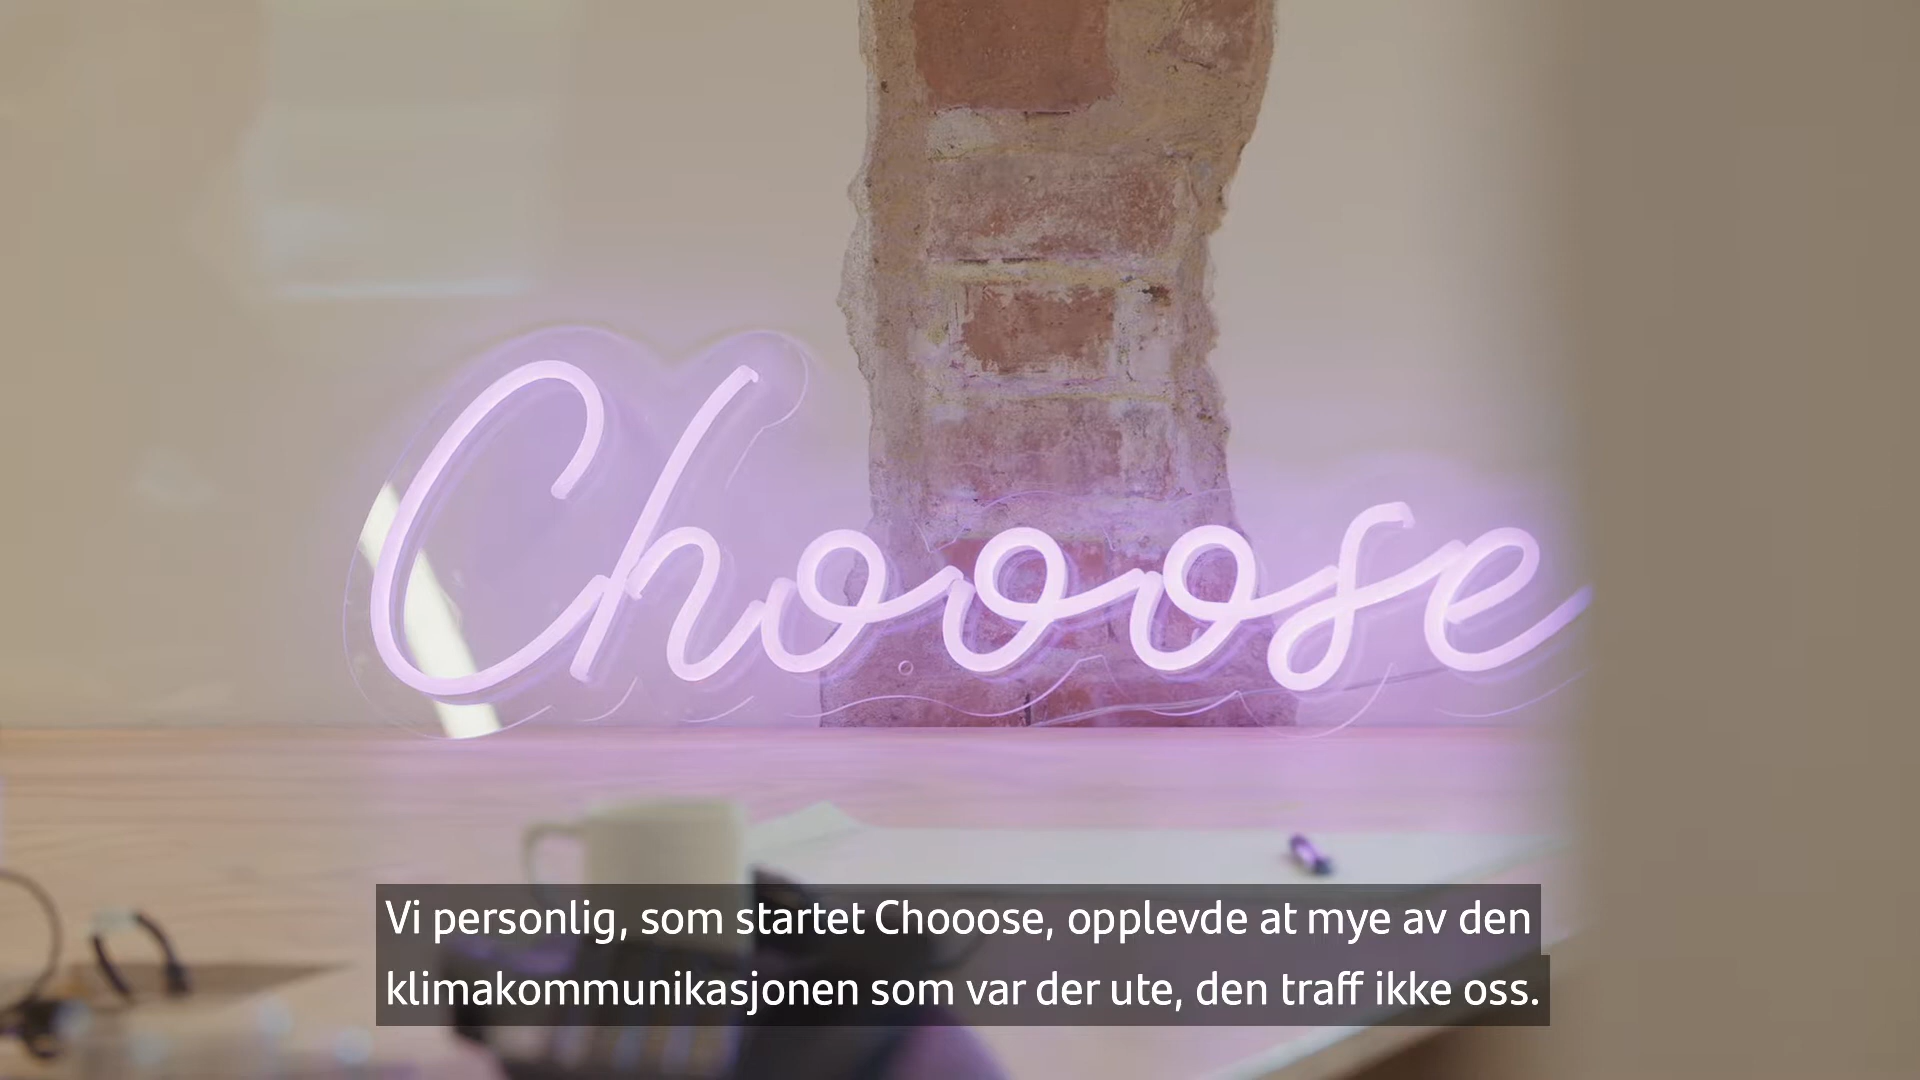 Chooose
Vi personlig, som startet Chooose, opplevde at mye av den
klimakommunikasjonen som var der ute, den traff ikke oss.